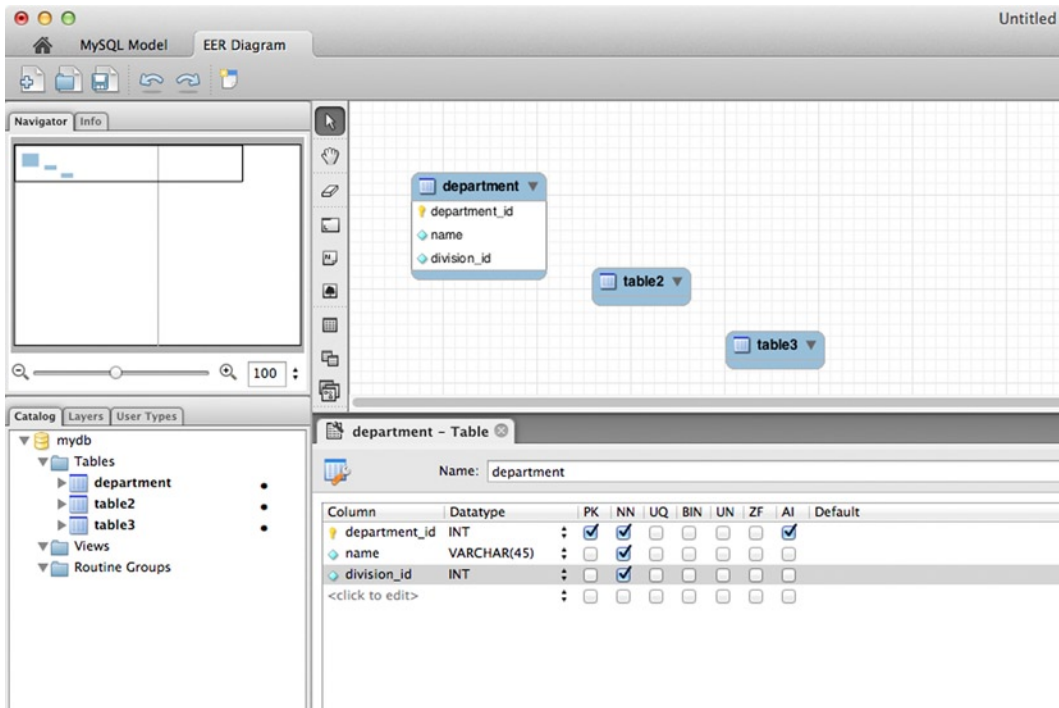 Untitled
MySQL Model
EER Diagram
Navigator
Info
100
Catalog
Layers
User Types
mydb
Tables
department
table2
table3
Views
Routine Groups
department
department_id
name
division_id
table2
table3
department – Table
Name: department
Column Datatype PK NN UQ BIN UN ZF AI Default
department_id INT
name VARCHAR(45)
division_id INT
<click to edit>